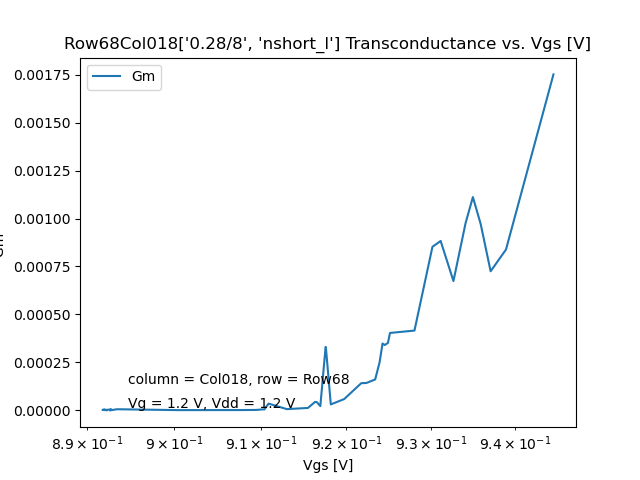 Row68Col018['0.28/8', 'nshort_l'] Transconductance vs. Vgs [V]
Gm
0.00175
0.00150
0.00125
0.00100
0.00075
0.00050
0.00025
0.00000
Gm
column = Col018, row = Row68
Vg = 1.2 V, Vdd = 1.2 V
8.9 × 10⁻¹ 9 × 10⁻¹ 9.1 × 10⁻¹ 9.2 × 10⁻¹ 9.3 × 10⁻¹ 9.4 × 10⁻¹
Vgs [V]